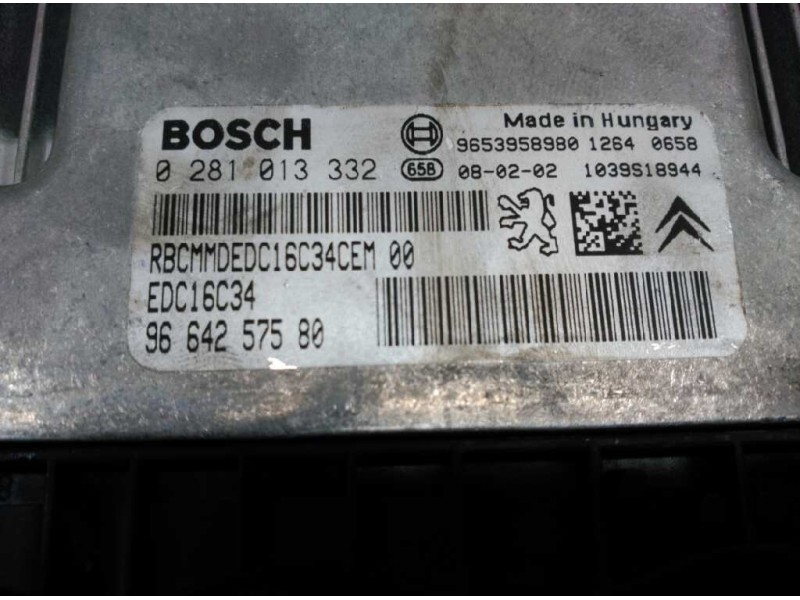 BOSCH
Made in Hungary
9653958980 1264 0658
0 281 013 332
658
08-02-02 1039S18944
RBCMMDEDC16C34CEM 00
EDC16C34
96 642 575 80